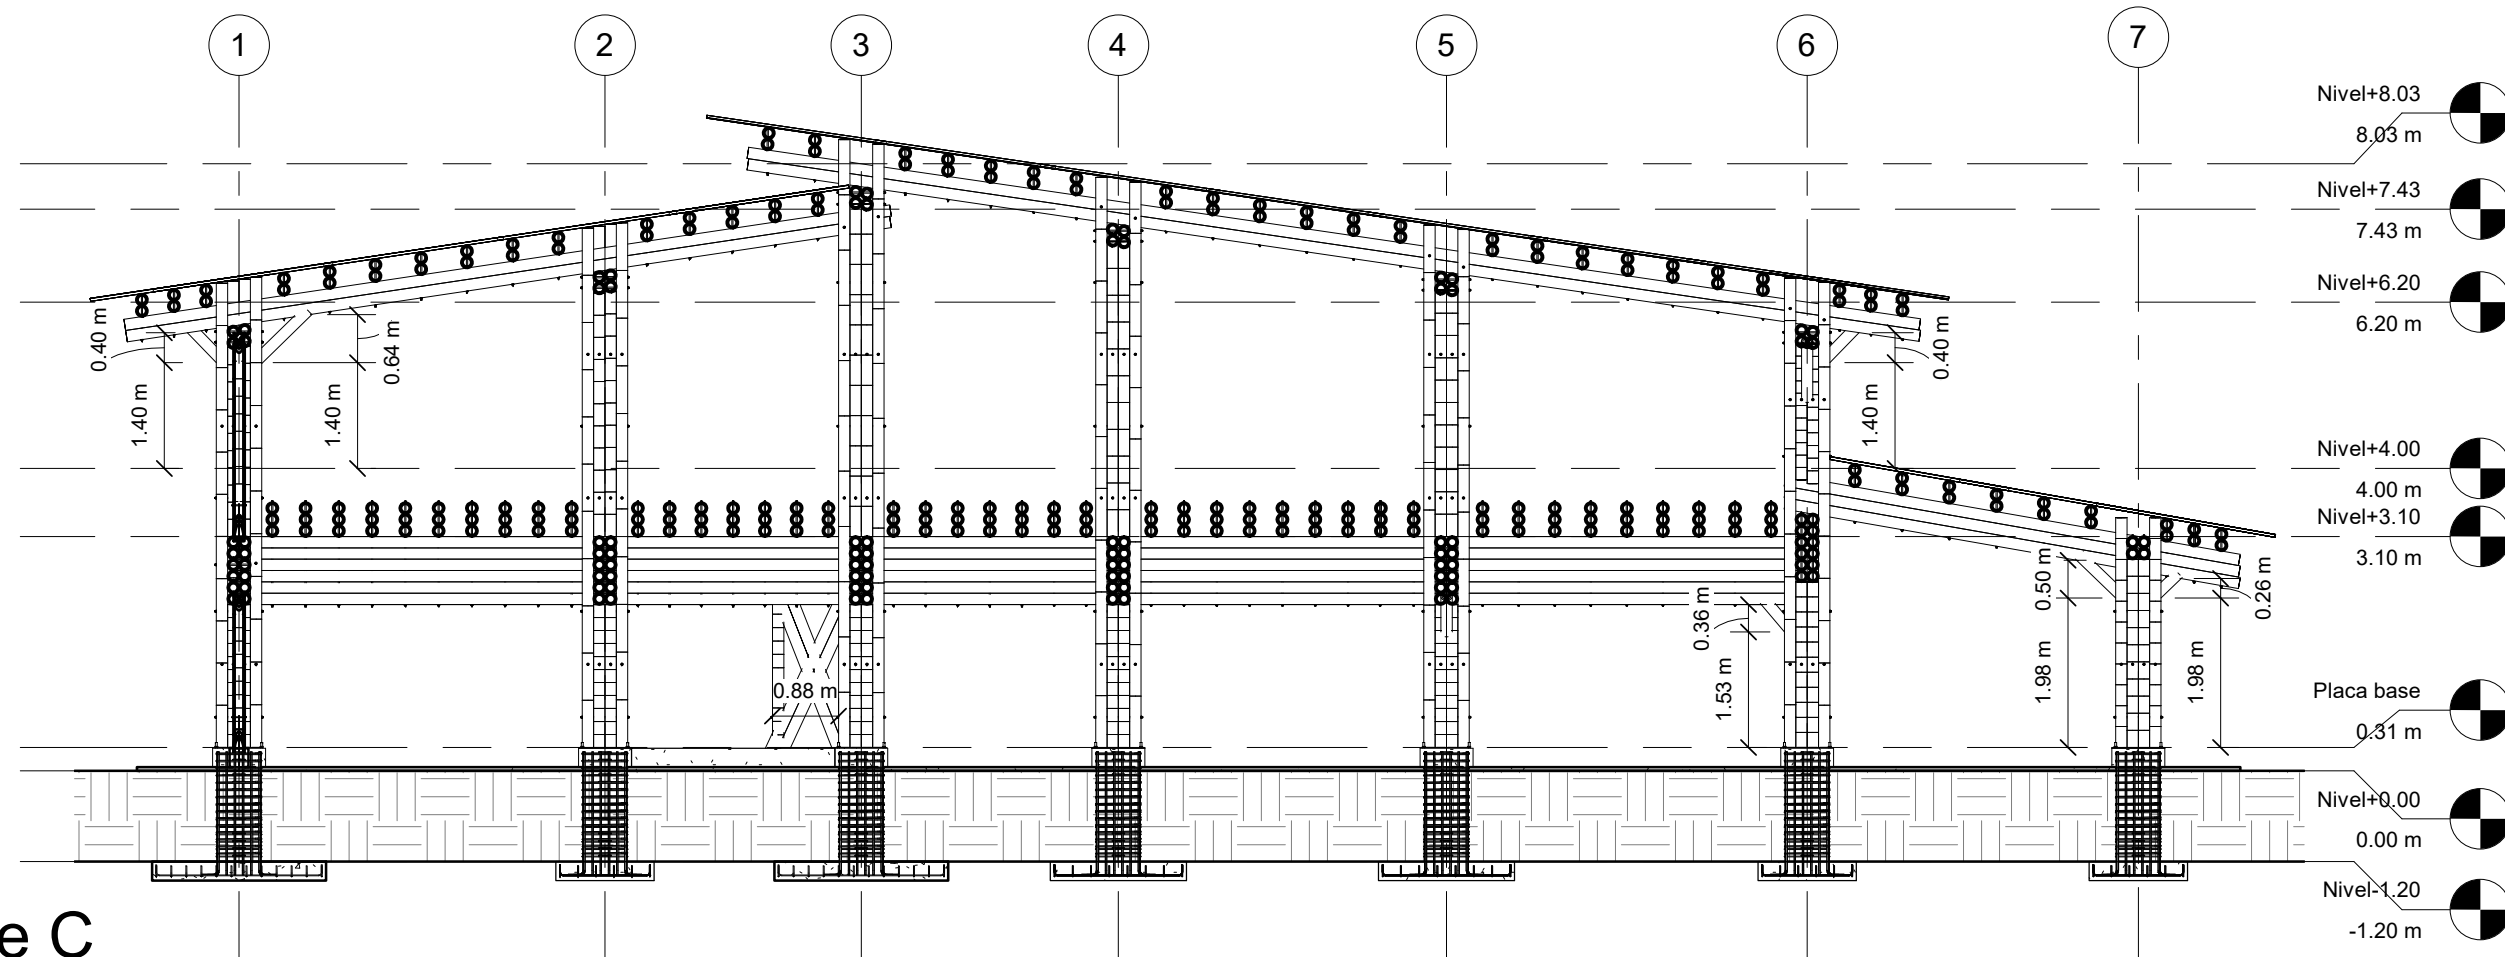 1
2
3
4
5
6
7
Nivel+8.03
8.03 m
Nivel+7.43
7.43 m
Nivel+6.20
6.20 m
0.40 m
0.64 m
0.40 m
1.40 m
1.40 m
1.40 m
Nivel+4.00
4.00 m
Nivel+3.10
3.10 m
0.50 m
0.26 m
0.36 m
0.88 m
1.53 m
1.98 m
1.98 m
Placa base
0.31 m
Nivel+0.00
0.00 m
Nivel-1.20
-1.20 m
e C